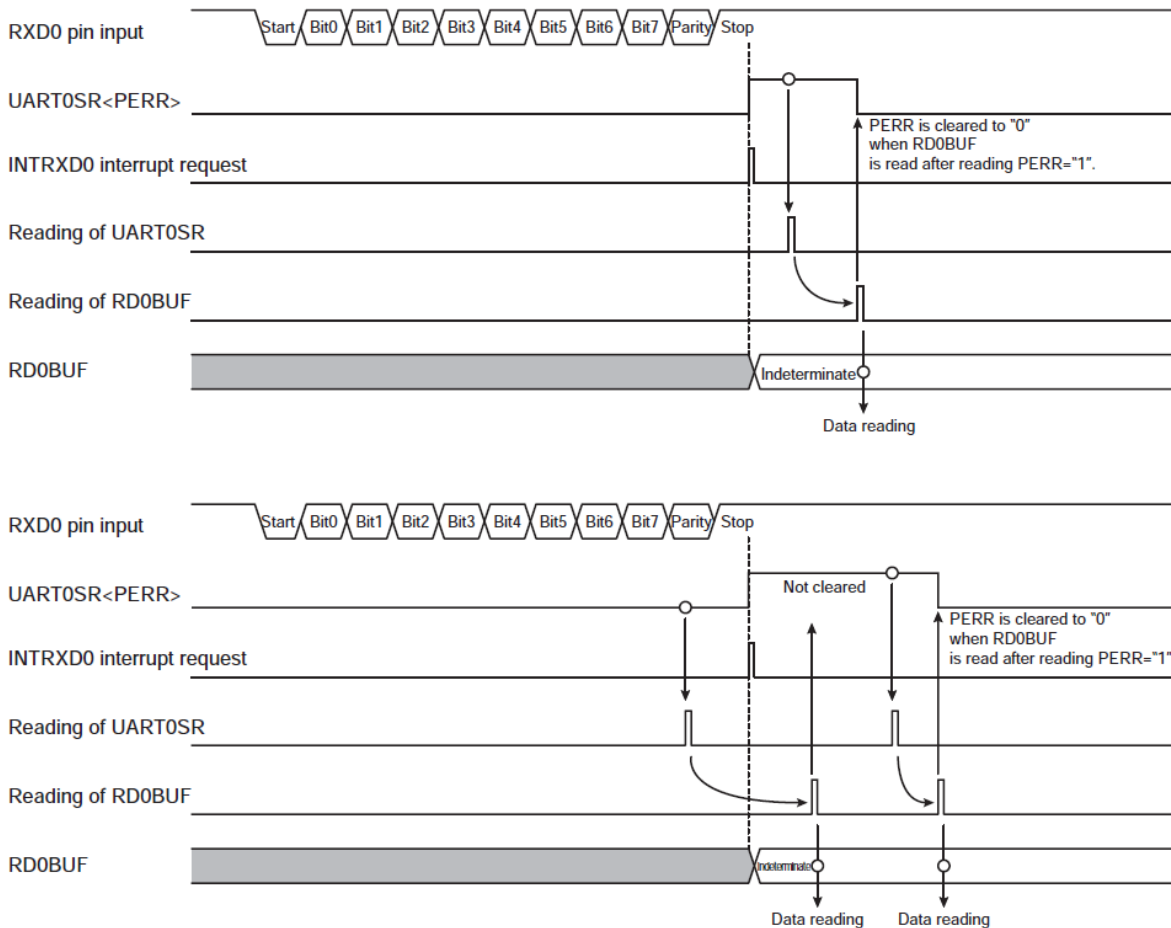 RXD0 pin input
Start Bit0 Bit1 Bit2 Bit3 Bit4 Bit5 Bit6 Bit7 Parity Stop
UART0SR<PERR>
PERR is cleared to "0"
when RD0BUF
is read after reading PERR="1".
INTRXD0 interrupt request
Reading of UART0SR
Reading of RD0BUF
RD0BUF
Indeterminate
Data reading
RXD0 pin input
Start Bit0 Bit1 Bit2 Bit3 Bit4 Bit5 Bit6 Bit7 Parity Stop
Not cleared
UART0SR<PERR>
PERR is cleared to "0"
when RD0BUF
is read after reading PERR="1"
INTRXD0 interrupt request
Reading of UART0SR
Reading of RD0BUF
RD0BUF
Indeterminate
Data reading Data reading